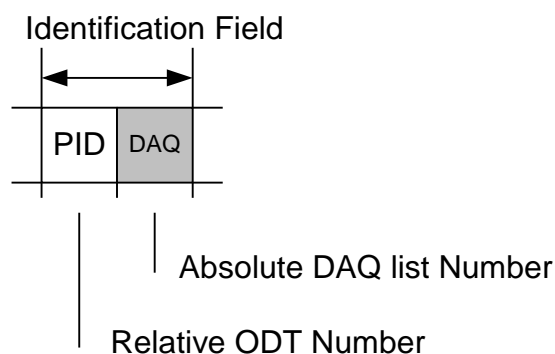 Identification Field
PID DAQ
Absolute DAQ list Number
Relative ODT Number